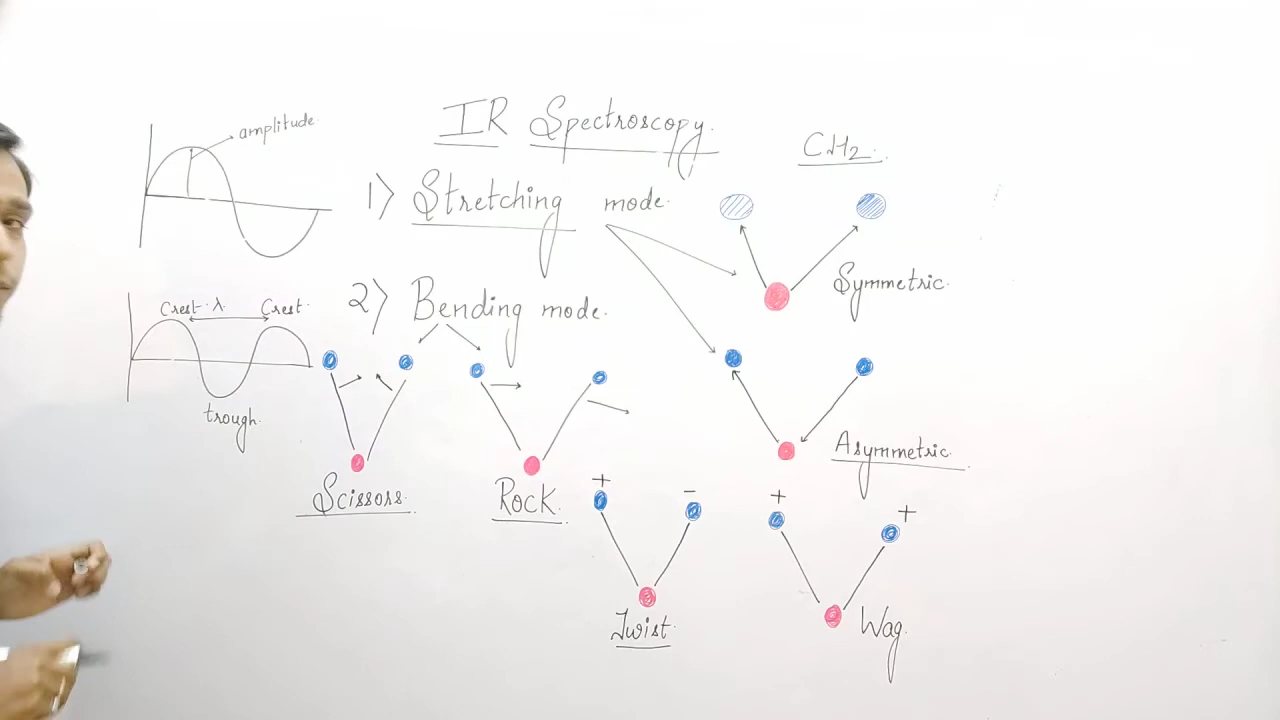 IR Spectroscopy.
amplitude.
CH2.
1) Stretching mode.
Symmetric.
Crest. λ Crest.
2) Bending mode.
trough.
Asymmetric.
Scissors.
Rock.
+ -
+ +
Twist.
Wag.